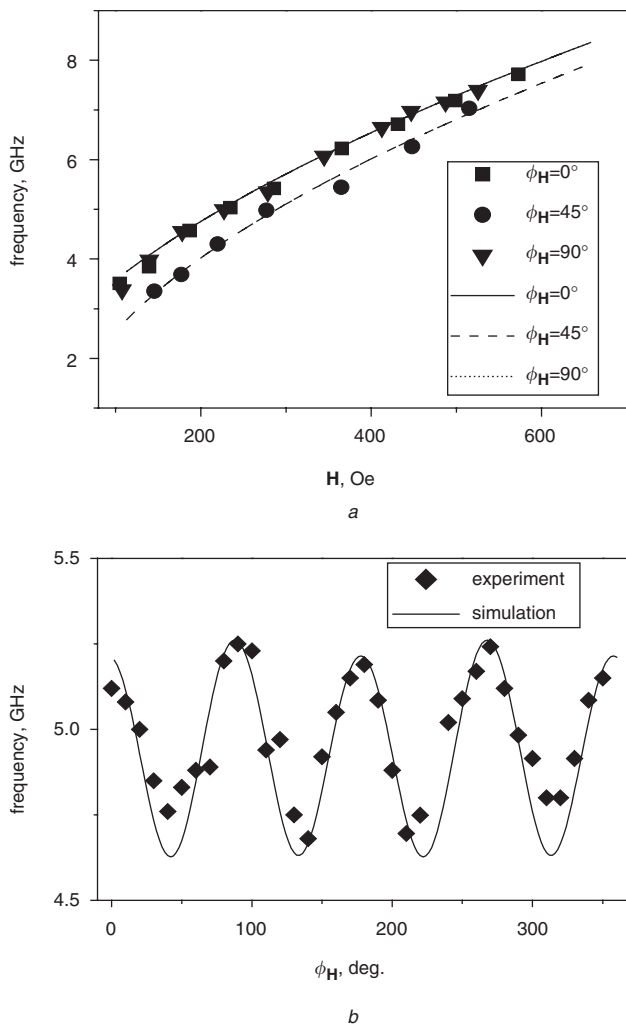 8
6
4
2
frequency, GHz
ϕH=0°
ϕH=45°
ϕH=90°
ϕH=0°
ϕH=45°
ϕH=90°
200
400
600
H, Oe
a
5.5
5.0
4.5
frequency, GHz
experiment
simulation
0
100
200
300
ϕH, deg.
b